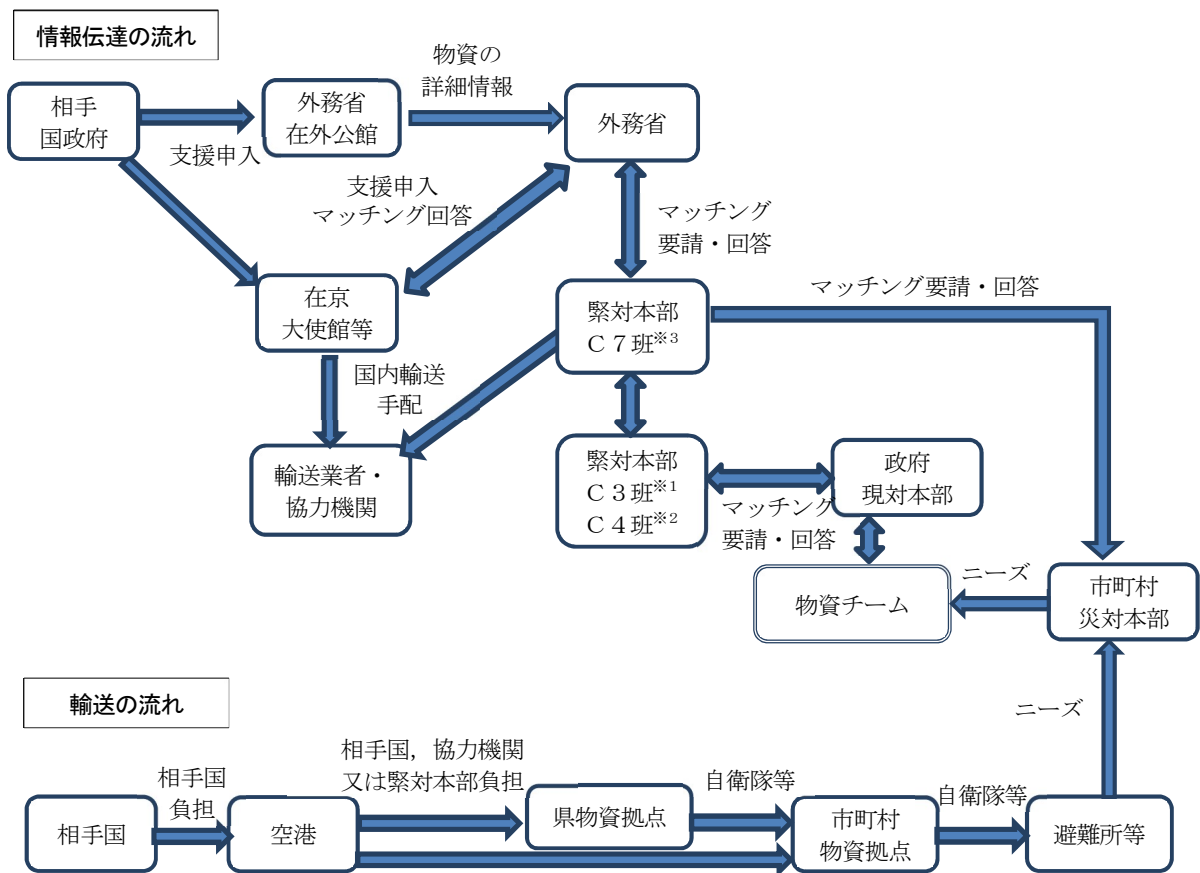 情報伝達の流れ
相手
国政府
支援申入
外務省
在外公館
物資の
詳細情報
外務省
支援申入
マッチング回答
マッチング
要請・回答
在京
大使館等
緊対本部
C7班※3
マッチング要請・回答
国内輸送
手配
輸送業者・
協力機関
緊対本部
C3班※1
C4班※2
マッチング
要請・回答
政府
現対本部
物資チーム
ニーズ
市町村
災対本部
ニーズ
輸送の流れ
相手国
相手国
負担
空港
相手国，協力機関
又は緊対本部負担
県物資拠点
自衛隊等
市町村
物資拠点
自衛隊等
避難所等